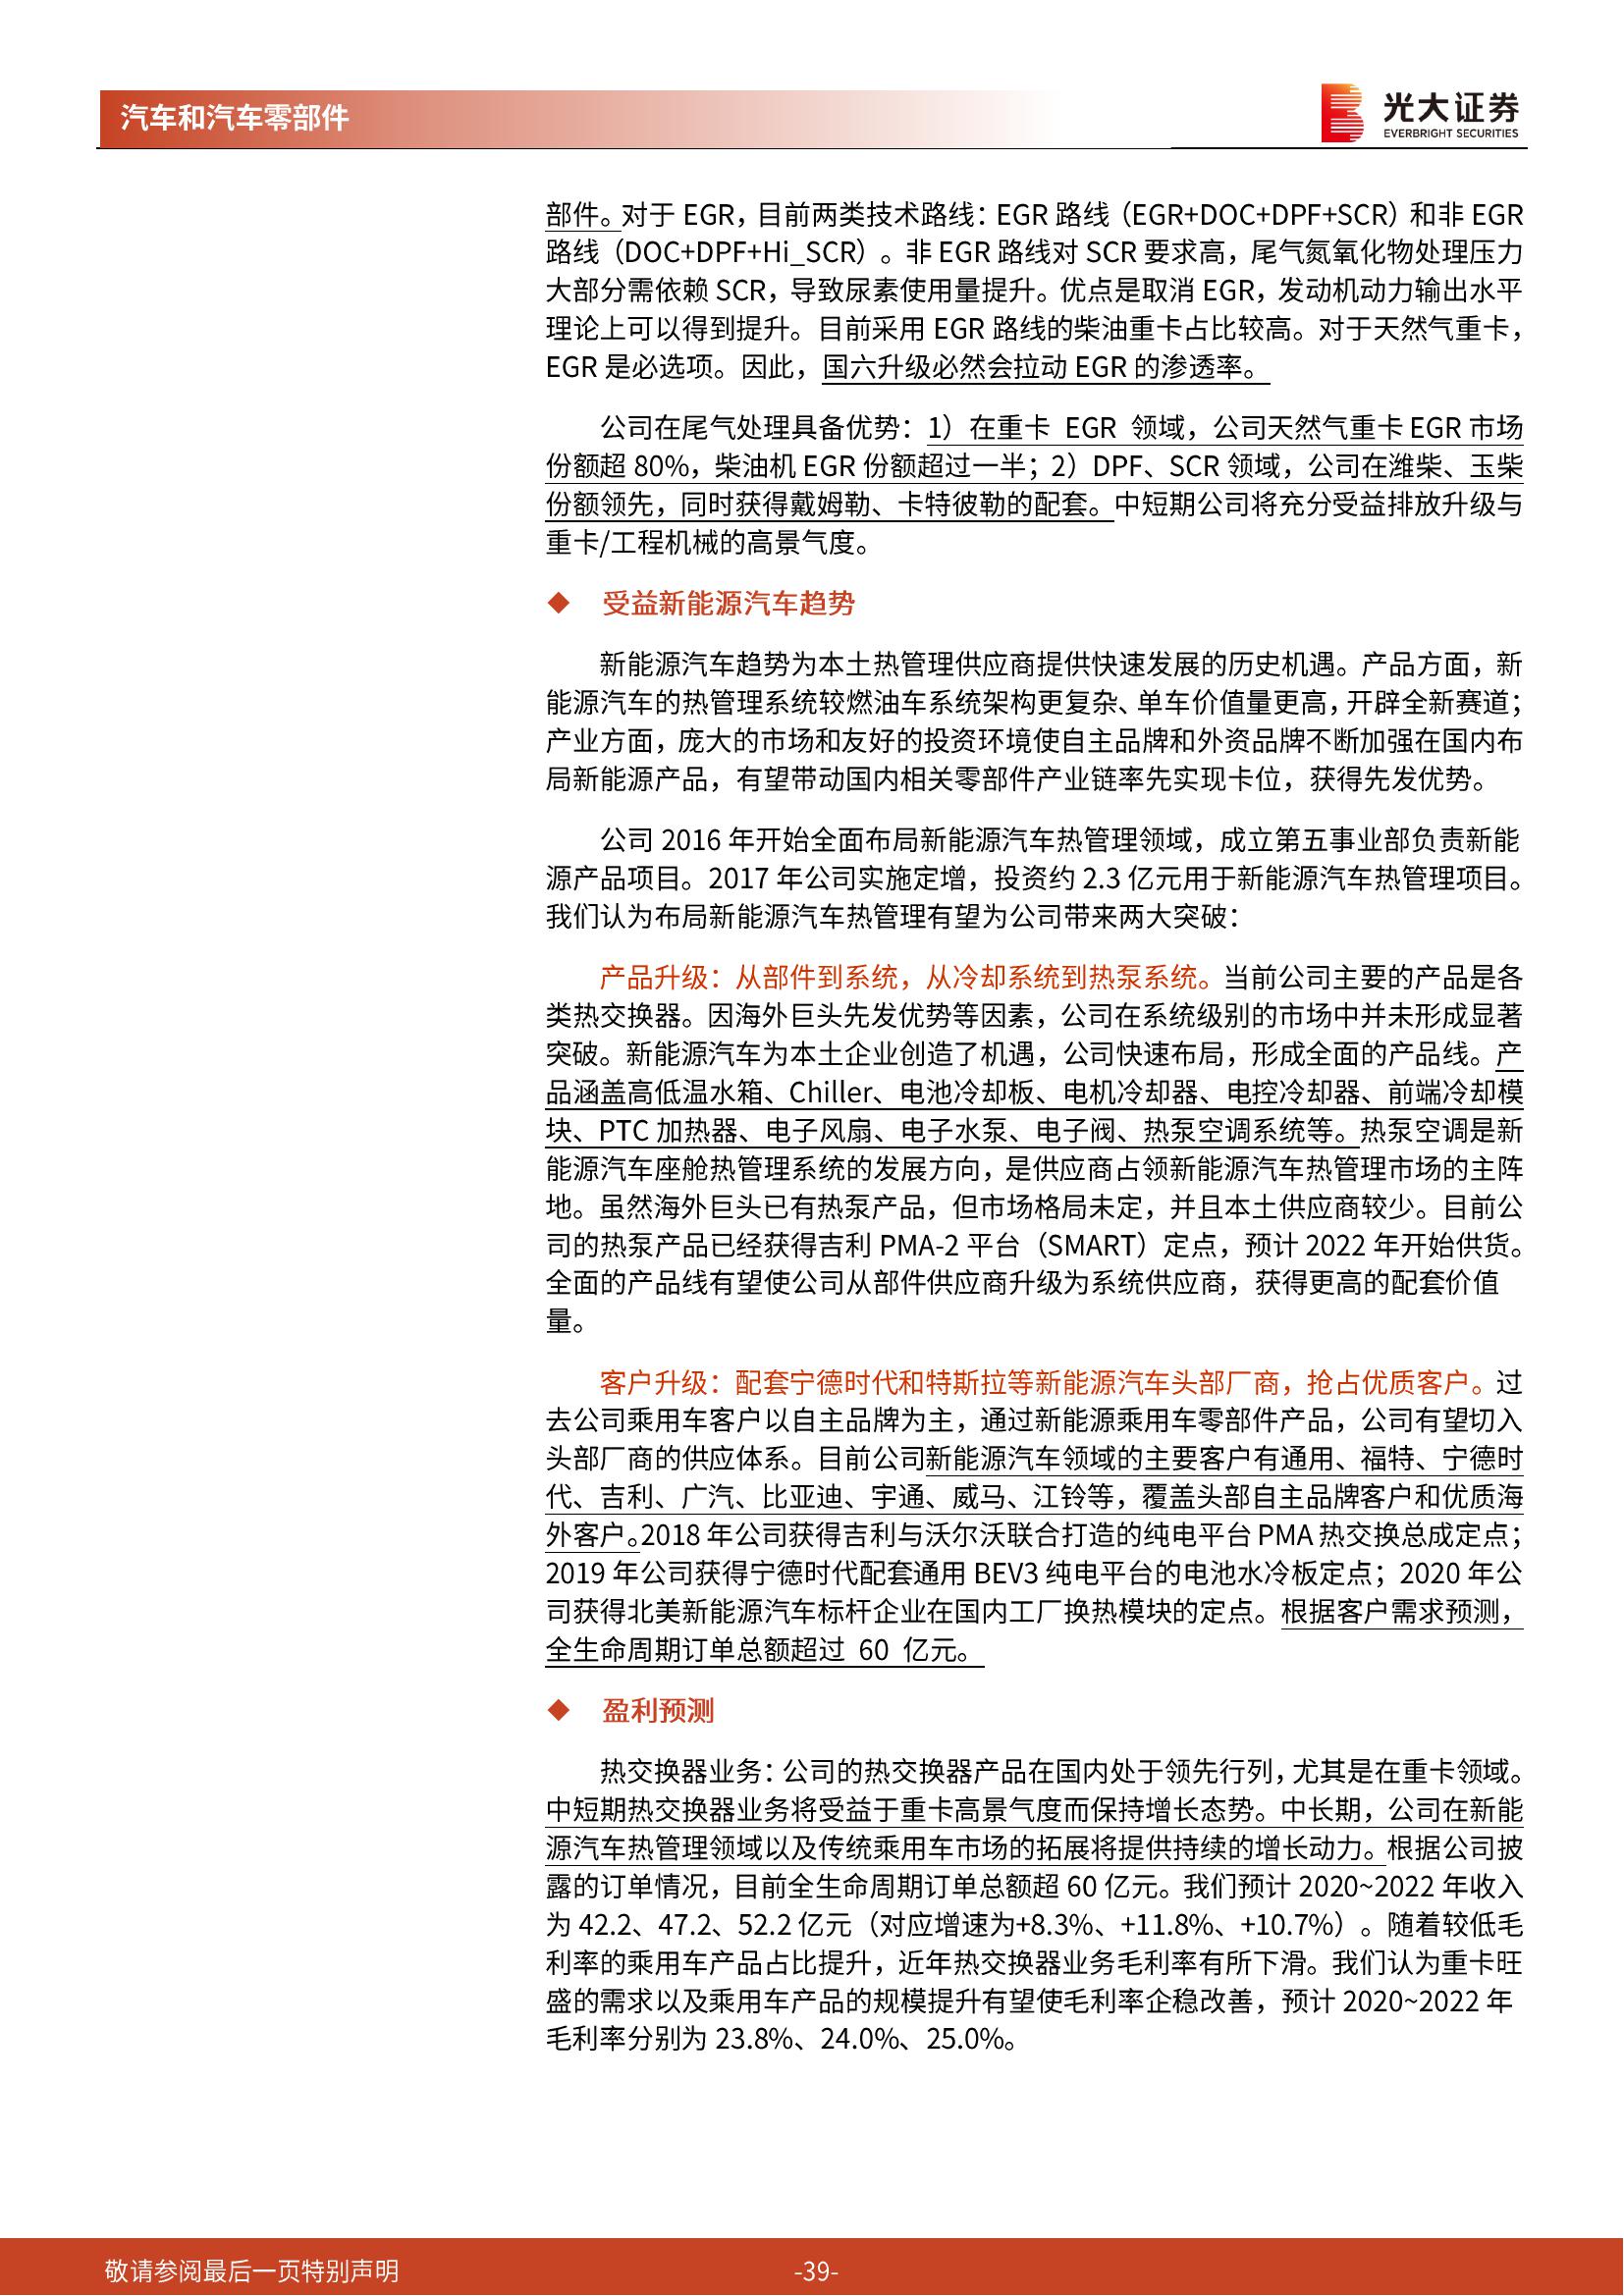 汽车和汽车零部件
光大证券
EVERBRIGHT SECURITIES
部件。对于 EGR，目前两类技术路线：EGR 路线（EGR+DOC+DPF+SCR）和非 EGR
路线（DOC+DPF+Hi_SCR）。非 EGR 路线对 SCR 要求高，尾气氮氧化物处理压力
大部分需依赖 SCR，导致尿素使用量提升。优点是取消 EGR，发动机动力输出水平
理论上可以得到提升。目前采用 EGR 路线的柴油重卡占比较高。对于天然气重卡，
EGR 是必选项。因此，国六升级必然会拉动 EGR 的渗透率。
公司在尾气处理具备优势：1）在重卡 EGR 领域，公司天然气重卡 EGR 市场
份额超 80%，柴油机 EGR 份额超过一半；2）DPF、SCR 领域，公司在潍柴、玉柴
份额领先，同时获得戴姆勒、卡特彼勒的配套。中短期公司将充分受益排放升级与
重卡/工程机械的高景气度。
◆ 受益新能源汽车趋势
新能源汽车趋势为本土热管理供应商提供快速发展的历史机遇。产品方面，新
能源汽车的热管理系统较燃油车系统架构更复杂、单车价值量更高，开辟全新赛道；
产业方面，庞大的市场和友好的投资环境使自主品牌和外资品牌不断加强在国内布
局新能源产品，有望带动国内相关零部件产业链率先实现卡位，获得先发优势。
公司 2016 年开始全面布局新能源汽车热管理领域，成立第五事业部负责新能
源产品项目。2017 年公司实施定增，投资约 2.3 亿元用于新能源汽车热管理项目。
我们认为布局新能源汽车热管理有望为公司带来两大突破：
产品升级：从部件到系统，从冷却系统到热泵系统。当前公司主要的产品是各
类热交换器。因海外巨头先发优势等因素，公司在系统级别的市场中并未形成显著
突破。新能源汽车为本土企业创造了机遇，公司快速布局，形成全面的产品线。产
品涵盖高低温水箱、Chiller、电池冷却板、电机冷却器、电控冷却器、前端冷却模
块、PTC 加热器、电子风扇、电子水泵、电子阀、热泵空调系统等。热泵空调是新
能源汽车座舱热管理系统的发展方向，是供应商占领新能源汽车热管理市场的主阵
地。虽然海外巨头已有热泵产品，但市场格局未定，并且本土供应商较少。目前公
司的热泵产品已经获得吉利 PMA-2 平台（SMART）定点，预计 2022 年开始供货。
全面的产品线有望使公司从部件供应商升级为系统供应商，获得更高的配套价值
量。
客户升级：配套宁德时代和特斯拉等新能源汽车头部厂商，抢占优质客户。过
去公司乘用车客户以自主品牌为主，通过新能源乘用车零部件产品，公司有望切入
头部厂商的供应体系。目前公司新能源汽车领域的主要客户有通用、福特、宁德时
代、吉利、广汽、比亚迪、宇通、威马、江铃等，覆盖头部自主品牌客户和优质海
外客户。2018 年公司获得吉利与沃尔沃联合打造的纯电平台 PMA 热交换总成定点；
2019 年公司获得宁德时代配套通用 BEV3 纯电平台的电池水冷板定点；2020 年公
司获得北美新能源汽车标杆企业在国内工厂换热模块的定点。根据客户需求预测，
全生命周期订单总额超过 60 亿元。
◆ 盈利预测
热交换器业务：公司的热交换器产品在国内处于领先行列，尤其是在重卡领域。
中短期热交换器业务将受益于重卡高景气度而保持增长态势。中长期，公司在新能
源汽车热管理领域以及传统乘用车市场的拓展将提供持续的增长动力。根据公司披
露的订单情况，目前全生命周期订单总额超 60 亿元。我们预计 2020~2022 年收入
为 42.2、47.2、52.2 亿元（对应增速为+8.3%、+11.8%、+10.7%）。随着较低毛
利率的乘用车产品占比提升，近年热交换器业务毛利率有所下滑。我们认为重卡旺
盛的需求以及乘用车产品的规模提升有望使毛利率企稳改善，预计 2020~2022 年
毛利率分别为 23.8%、24.0%、25.0%。
敬请参阅最后一页特别声明
-39-